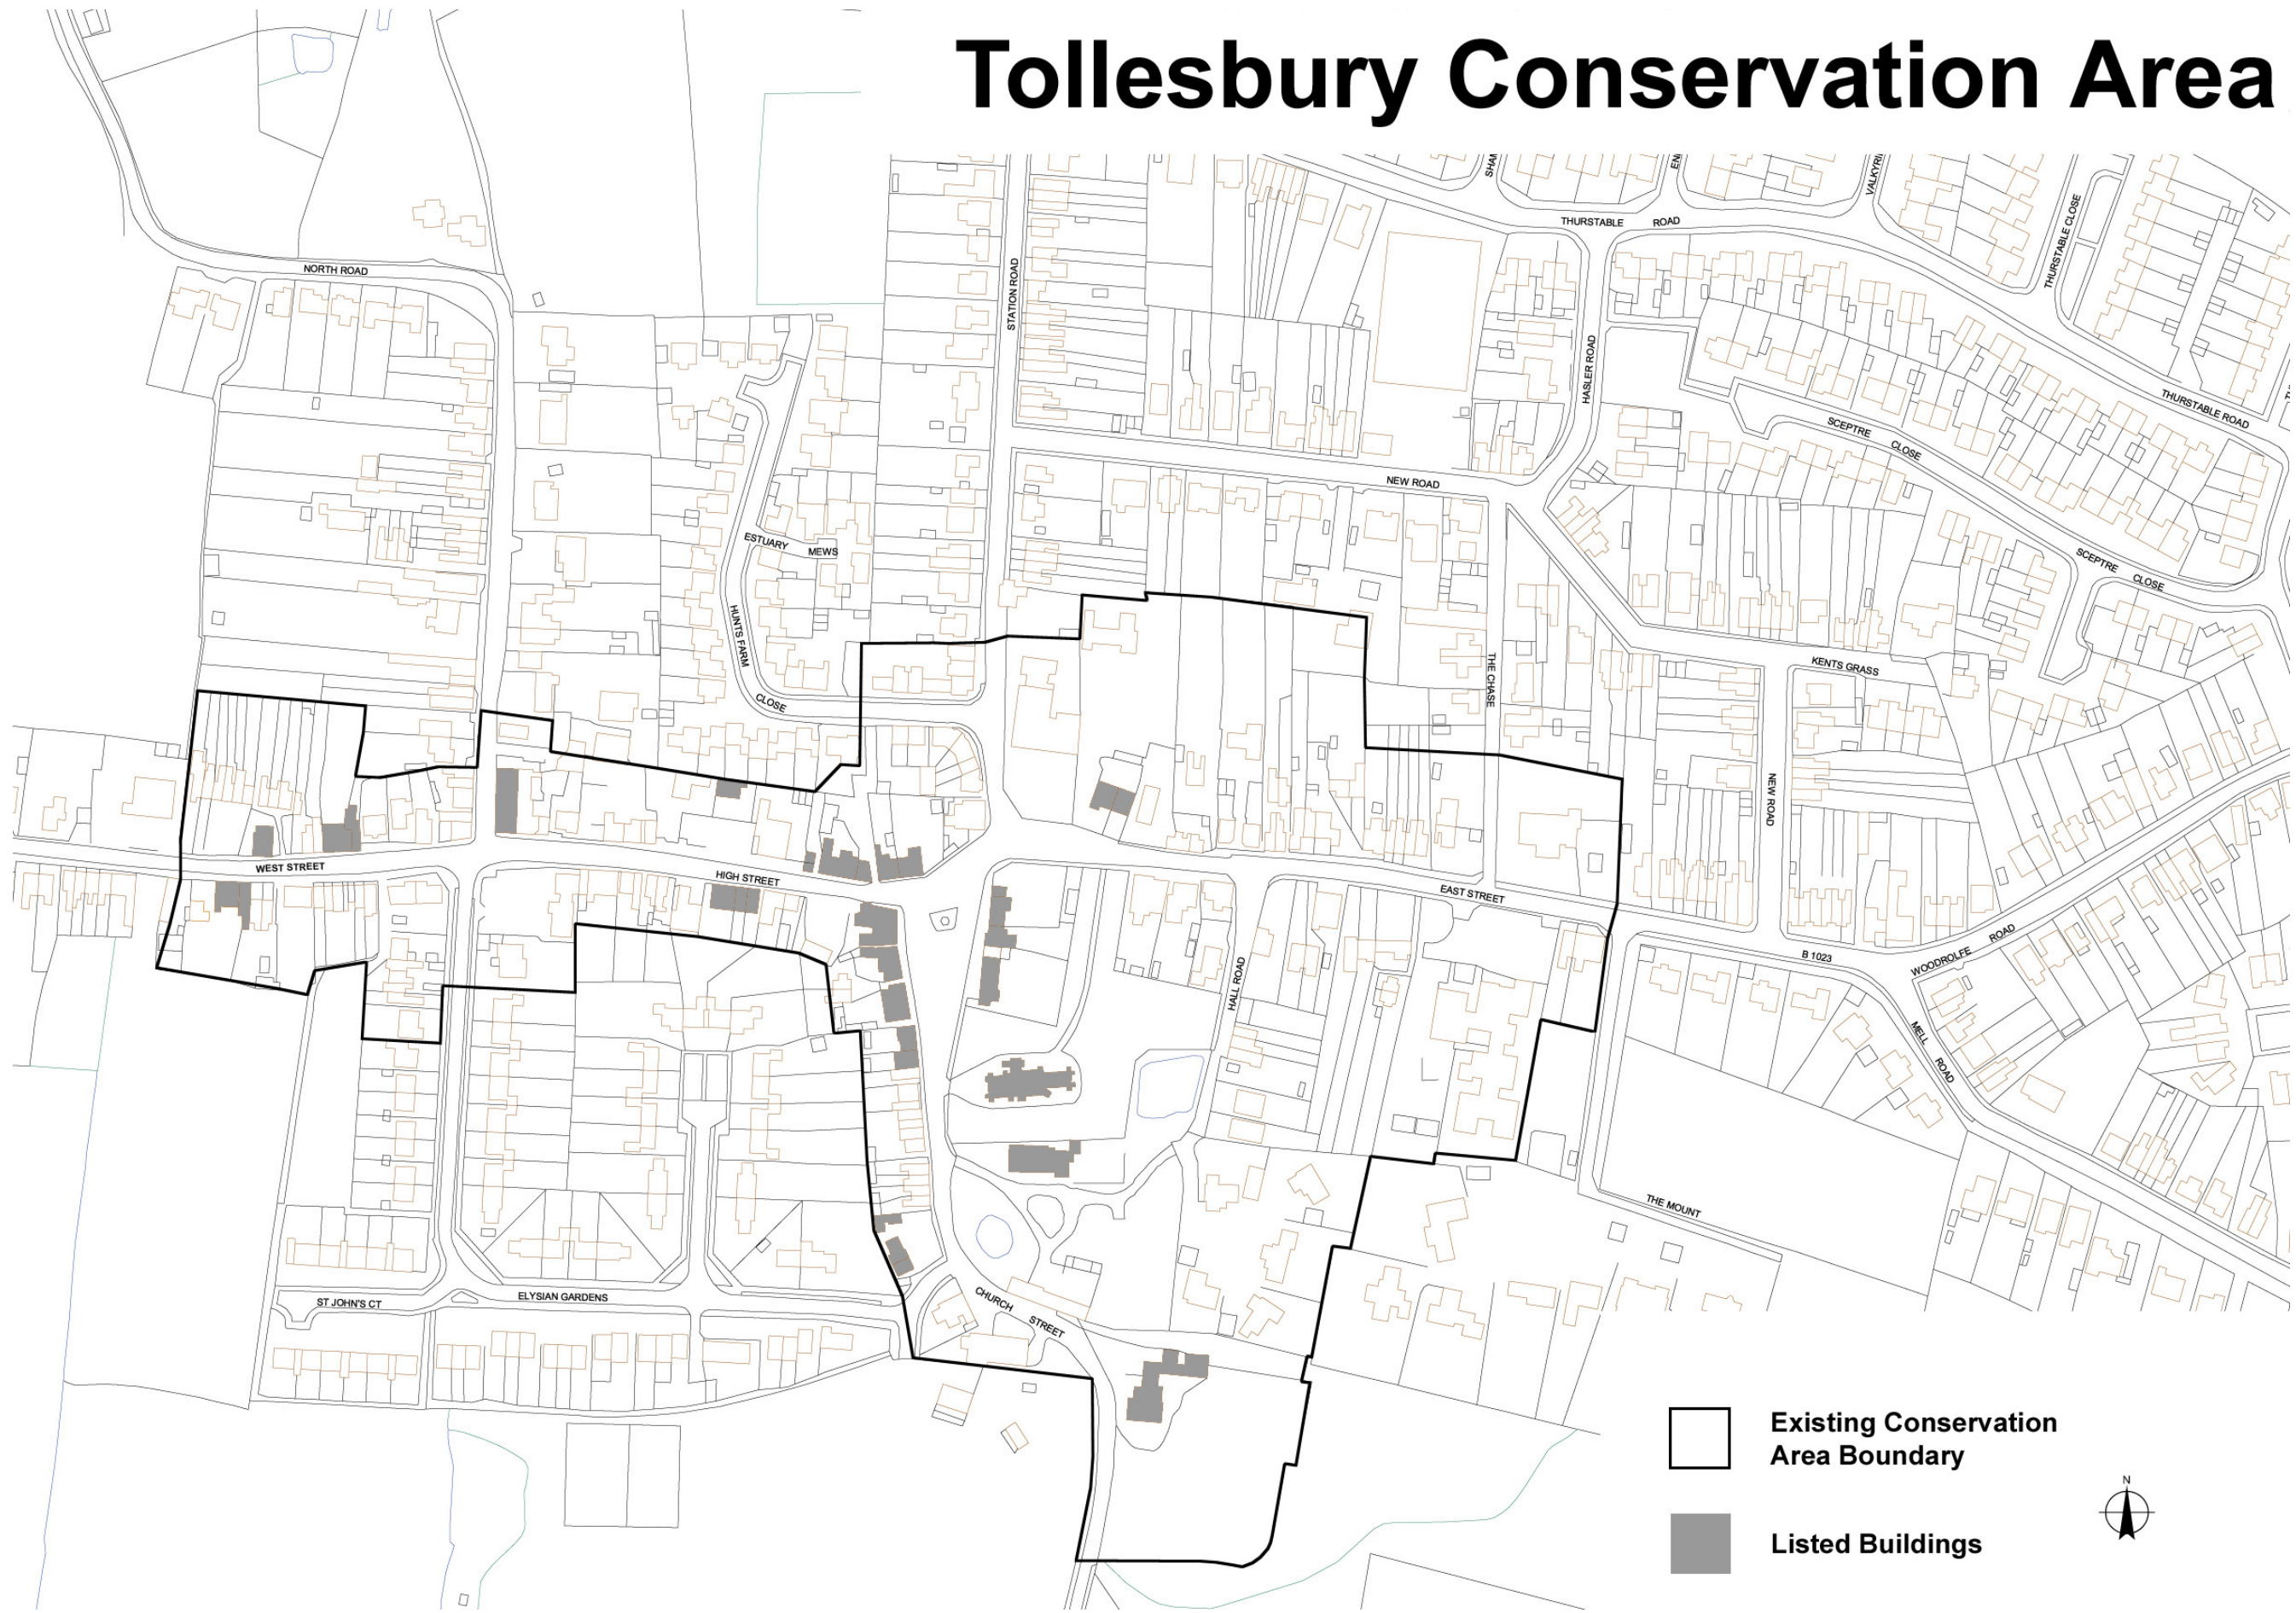 Tollesbury Conservation Area
THURSTABLE ROAD
THURSTABLE CLOSE
NORTH ROAD
STATION ROAD
HASLER ROAD
THURSTABLE ROAD
SCEPTRE CLOSE
NEW ROAD
ESTUARY MEWS
SCEPTRE CLOSE
HUNTS FARM
CLOSE
THE CHASE
KENTS GRASS
NEW ROAD
WEST STREET
HIGH STREET
EAST STREET
HALL ROAD
B 1023
WOODROLFE ROAD
MELL ROAD
THE MOUNT
ST JOHN'S CT
ELYSIAN GARDENS
CHURCH STREET
Existing Conservation
Area Boundary
N
Listed Buildings